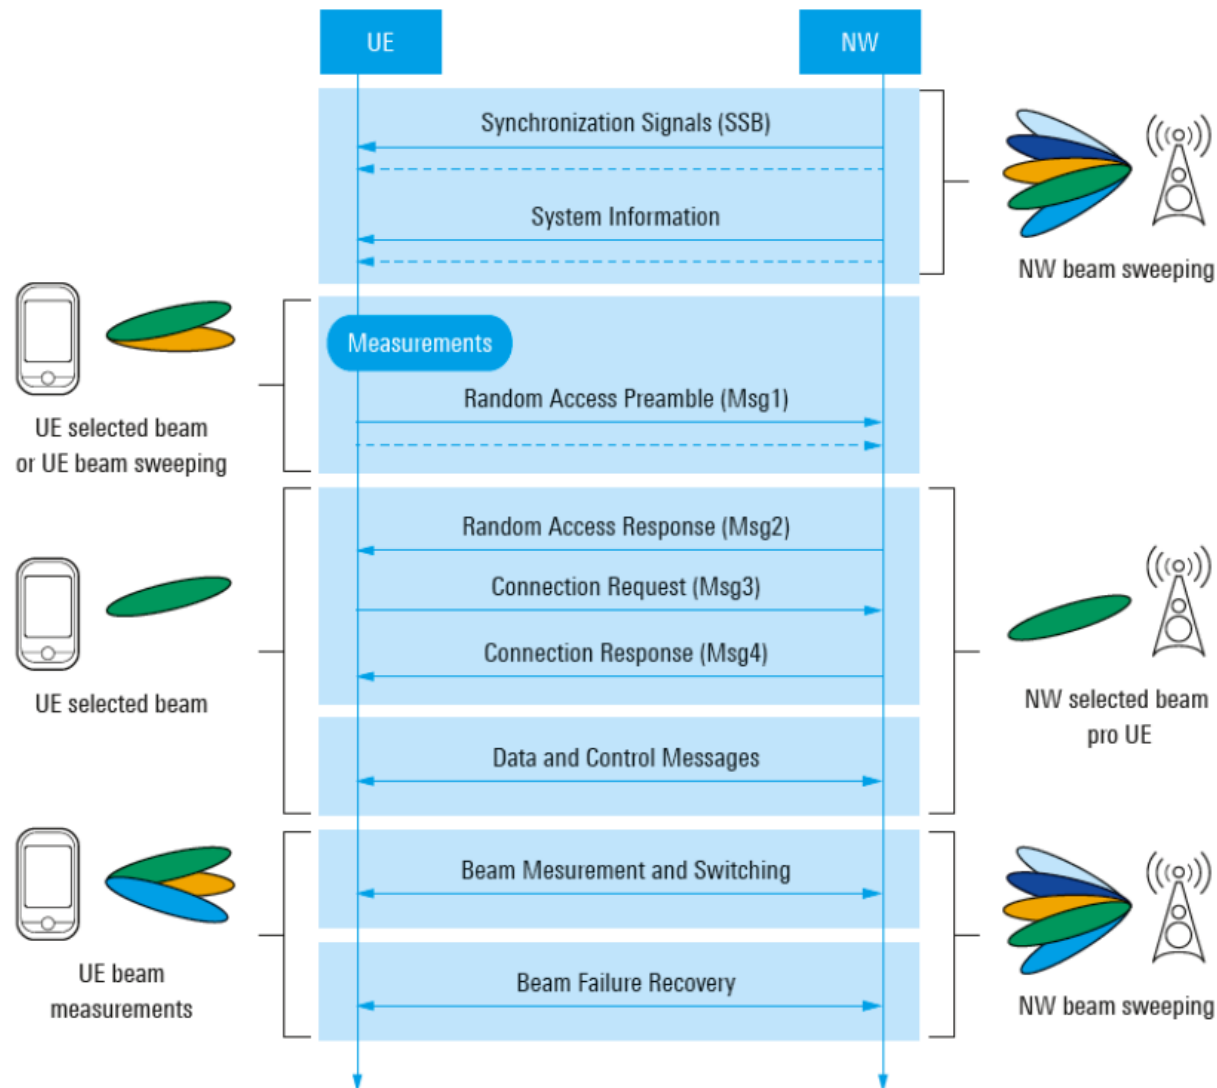 UE
NW
Synchronization Signals (SSB)
System Information
NW beam sweeping
Measurements
Random Access Preamble (Msg1)
UE selected beam
or UE beam sweeping
Random Access Response (Msg2)
Connection Request (Msg3)
Connection Response (Msg4)
UE selected beam
NW selected beam
pro UE
Data and Control Messages
Beam Mesurement and Switching
UE beam
measurements
Beam Failure Recovery
NW beam sweeping